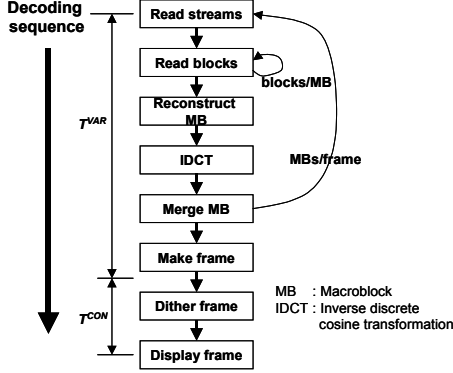 Decoding
sequence
Read streams
Read blocks
blocks/MB
Reconstruct
MB
T^VAR
IDCT
MBs/frame
Merge MB
Make frame
MB : Macroblock
IDCT : Inverse discrete
cosine transformation
Dither frame
T^CON
Display frame